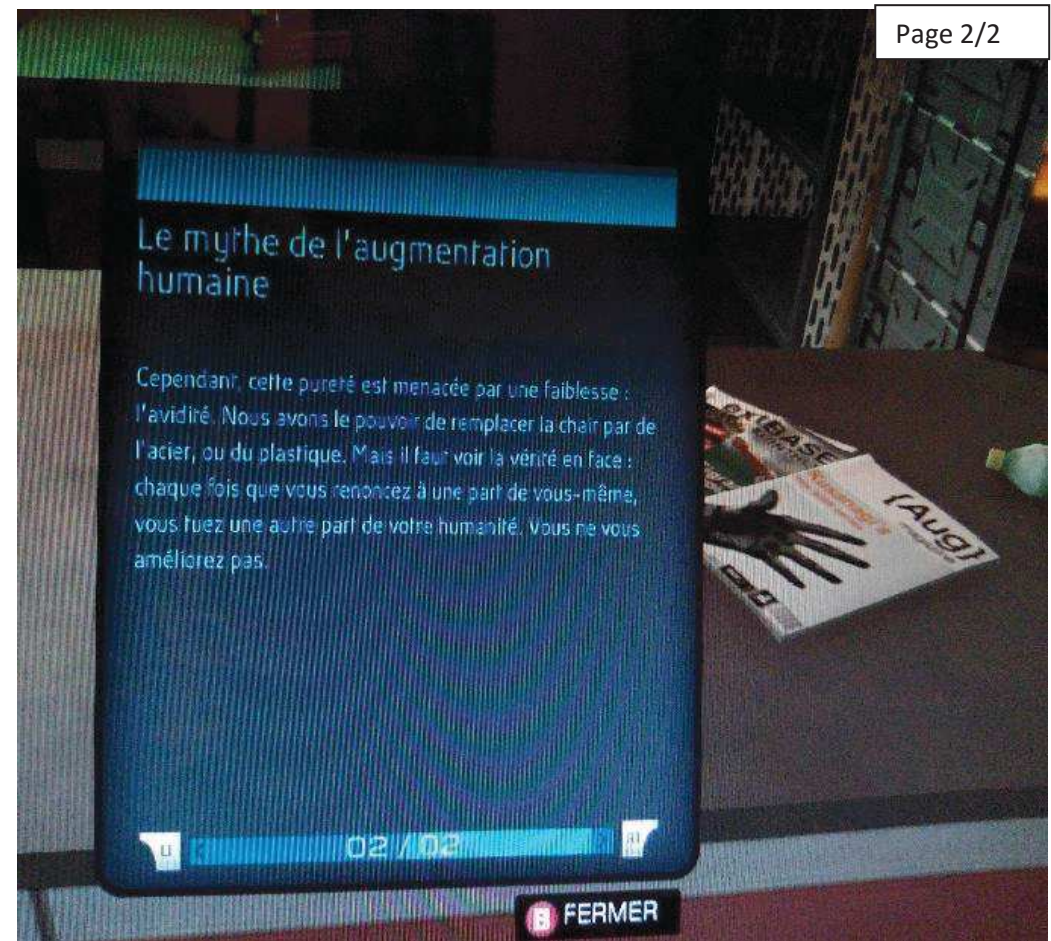 Page 2/2
Le mythe de l'augmentation
humaine
Cependant, cette pureté est menacée par une faiblesse :
l'avidité. Nous avons le pouvoir de remplacer la chair par de
l'acier, ou du plastique. Mais il faut voir la vérité en face :
chaque fois que vous renoncez à une part de vous-même,
vous tuez une autre part de votre humanité. Vous ne vous
améliorez pas.
02 / 02
B FERMER
BASE
{Aug}